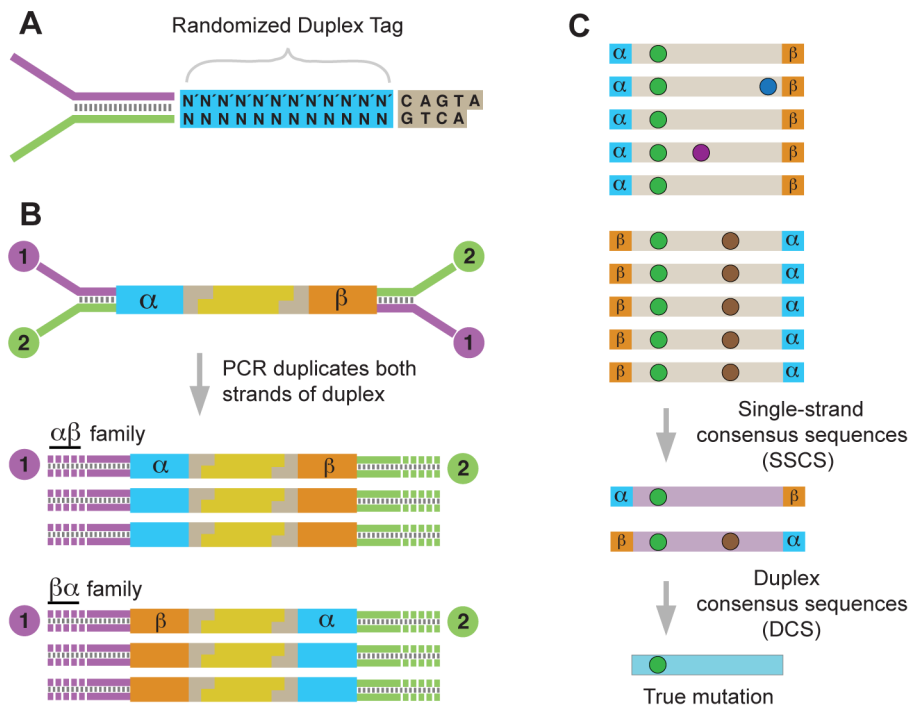 A
Randomized Duplex Tag
N´N´N´N´N´N´N´N´N´N´N´N´ CAGTA
NNNNNNNNNNNN GTCA
B
1 2
α β
2 1
PCR duplicates both
strands of duplex
αβ family
1 α β 2
βα family
1 β α 2
C
α β
α β
α β
α β
α β
β α
β α
β α
β α
β α
Single-strand
consensus sequences
(SSCS)
α β
β α
Duplex
consensus sequences
(DCS)
True mutation